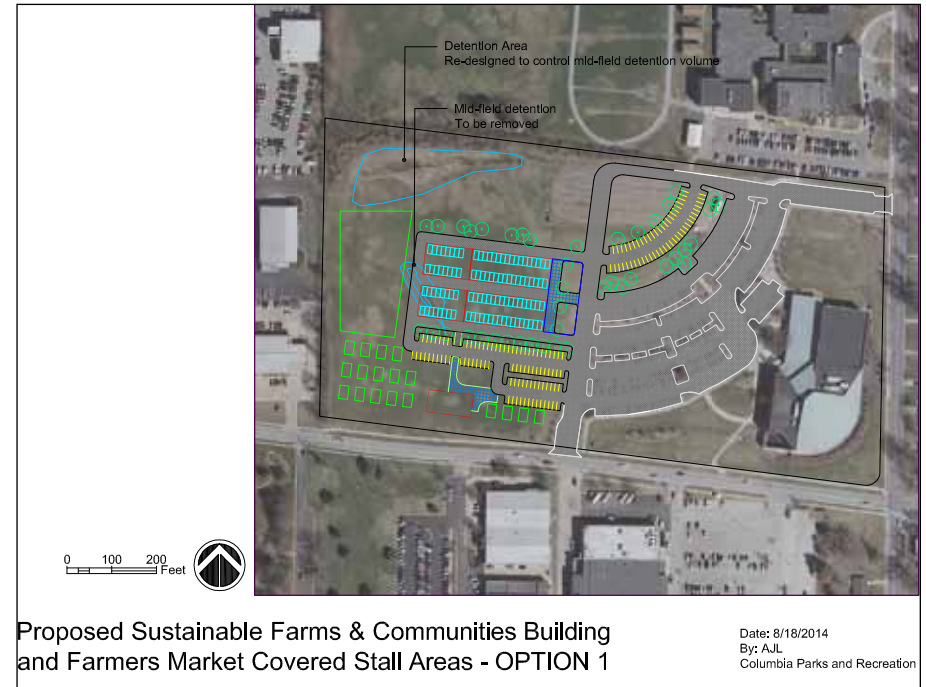 Detention Area
Re-designed to control mid-field detention volume
Mid-field detention
To be removed
0 100 200
Feet
Proposed Sustainable Farms & Communities Building
and Farmers Market Covered Stall Areas - OPTION 1
Date: 8/18/2014
By: AJL
Columbia Parks and Recreation